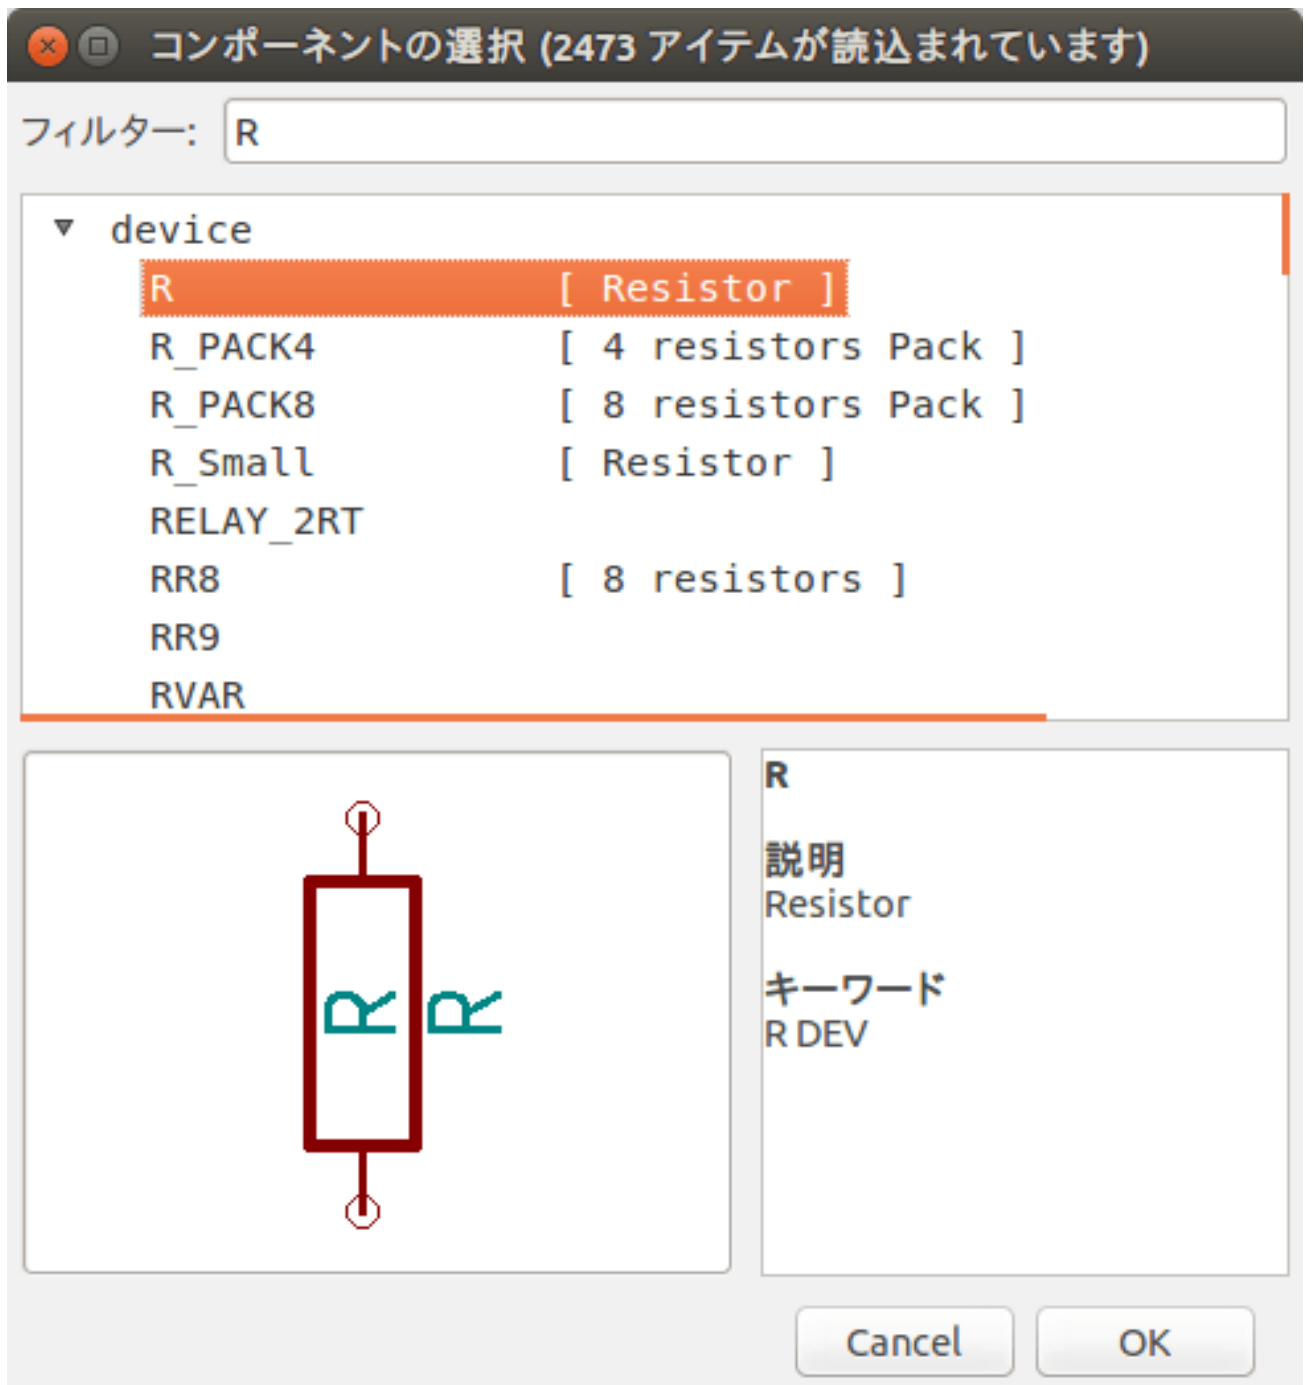 コンポーネントの選択 (2473 アイテムが読込まれています)
フィルター: R
device
R [ Resistor ]
R_PACK4 [ 4 resistors Pack ]
R_PACK8 [ 8 resistors Pack ]
R_Small [ Resistor ]
RELAY_2RT
RR8 [ 8 resistors ]
RR9
RVAR
R R
R
説明
Resistor
キーワード
R DEV
Cancel OK